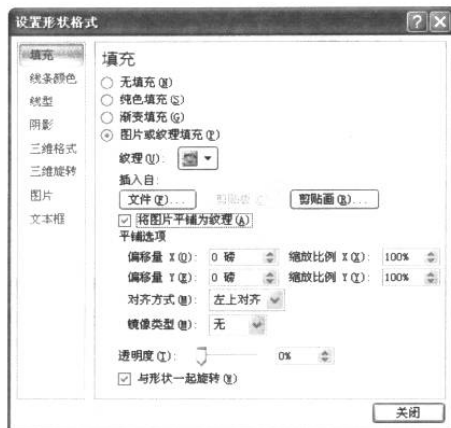 设置形状格式
填充
线条颜色
线型
阴影
三维格式
三维旋转
图片
文本框
填充
无填充(N)
纯色填充(S)
渐变填充(G)
图片或纹理填充(P)
纹理(U):
插入自:
文件(F)... 剪贴板(C) 剪贴画(R)...
将图片平铺为纹理(A)
平铺选项
偏移量 X(O): 0 磅 缩放比例 X(X): 100%
偏移量 Y(E): 0 磅 缩放比例 Y(Y): 100%
对齐方式(M): 左上对齐
镜像类型(M): 无
透明度(T): 0%
与形状一起旋转(W)
关闭